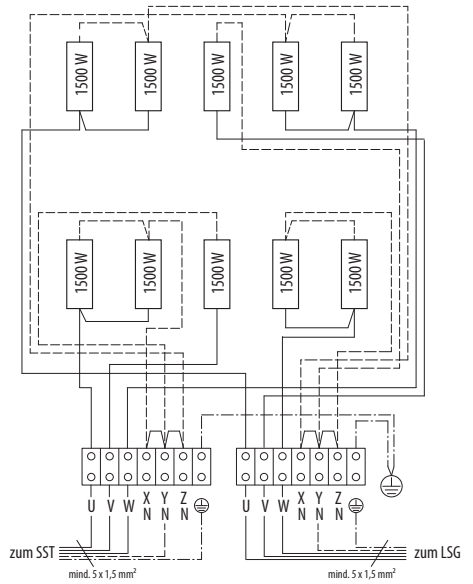 1500 W 1500 W 1500 W 1500 W 1500 W
1500 W 1500 W 1500 W 1500 W 1500 W
U V W X Y Z U V W X Y Z
N N N N N N
zum SST zum LSG
mind. 5 x 1,5 mm² mind. 5 x 1,5 mm²